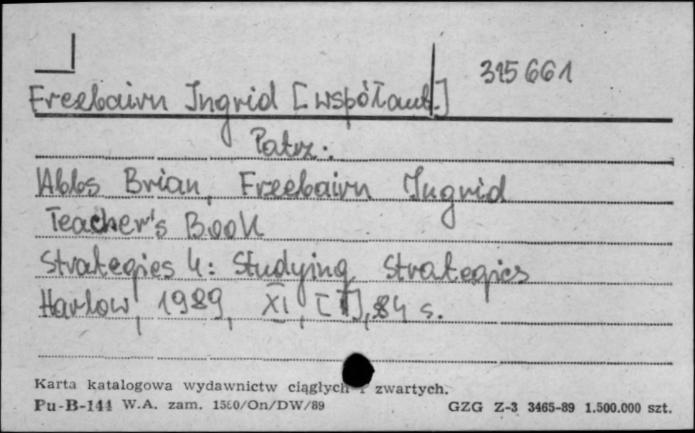 315661
Freebairn Ingrid [współaut.]
Patrz:
Abbs Brian, Freebairn Ingrid
Teacher's Book
Strategies 4: Studying Strategies
Harlow, 1989, XI, [1], 84 s.
Karta katalogowa wydawnictw ciągłych i zwartych.
Pu-B-144 W.A. zam. 1560/On/DW/89 GZG Z-3 3465-89 1.500.000 szt.